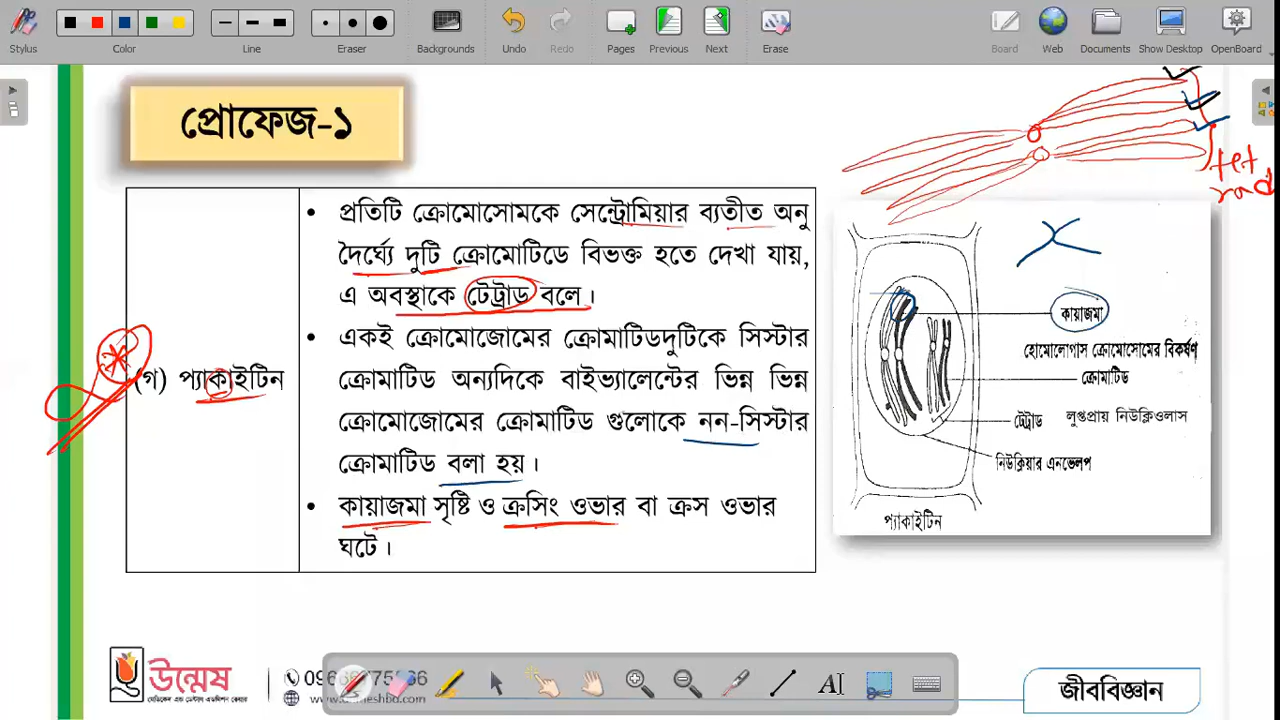 Stylus
Color
Line
Eraser
Backgrounds
Undo
Redo
Pages
Previous
Next
Erase
Board
Web
Documents
Show Desktop
OpenBoard
প্রোফেজ-১
tet
rad
(গ) প্যাকাইটিন
• প্রতিটি ক্রোমোসোমকে সেন্ট্রোমিয়ার ব্যতীত অনু
দৈর্ঘ্যে দুটি ক্রোমোটিডে বিভক্ত হতে দেখা যায়,
এ অবস্থাকে টেট্রাড বলে।
• একই ক্রোমোজোমের ক্রোমাটিডদুটিকে সিস্টার
ক্রোমাটিড অন্যদিকে বাইভ্যালেন্টের ভিন্ন ভিন্ন
ক্রোমোজোমের ক্রোমাটিড গুলোকে নন-সিস্টার
ক্রোমাটিড বলা হয়।
• কায়াজমা সৃষ্টি ও ক্রসিং ওভার বা ক্রস ওভার
ঘটে।
কায়াজমা
হোমোলোগাস ক্রোমোসোমের বিকর্ষণ
ক্রোমাটিড
টেট্রাড
লুপ্তপ্রায় নিউক্লিওলাস
নিউক্লিয়ার এনভেলপ
প্যাকাইটিন
উন্মেষ
জীববিজ্ঞান